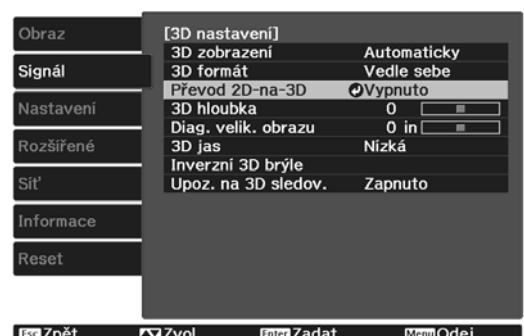 Obraz
Signál
Nastavení
Rozšířené
Síť
Informace
Reset
[3D nastavení]
3D zobrazení Automaticky
3D formát Vedle sebe
Převod 2D-na-3D Vypnuto
3D hloubka 0
Diag. velik. obrazu 0 in
3D jas Nízká
Inverzní 3D brýle
Upoz. na 3D sledov. Zapnuto
Esc Zpět Zvol Enter Zadat Menu Odej